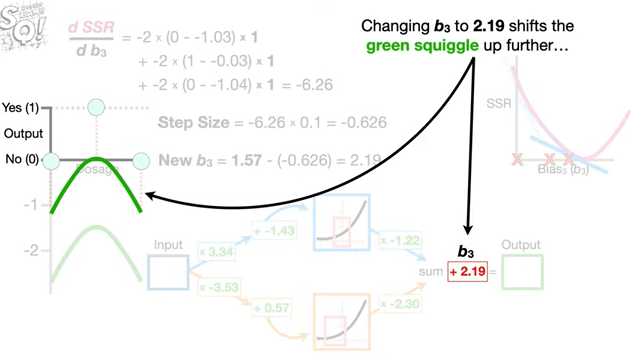 StatQuest!
Changing b₃ to 2.19 shifts the
green squiggle up further…
d SSR
d b₃
= -2 × (0 - -1.03) × 1
+ -2 × (1 - -0.03) × 1
+ -2 × (0 - -1.04) × 1 = -6.26
Step Size = -6.26 × 0.1 = -0.626
New b₃ = 1.57 - (-0.626) = 2.19
Yes (1)
Output
No (0)
Dosage
-1
-2
SSR
Bias₃ (b₃)
Input
× 3.34
+ -1.43
× -1.22
× -3.53
+ 0.57
× -2.30
b₃
sum + 2.19 =
Output